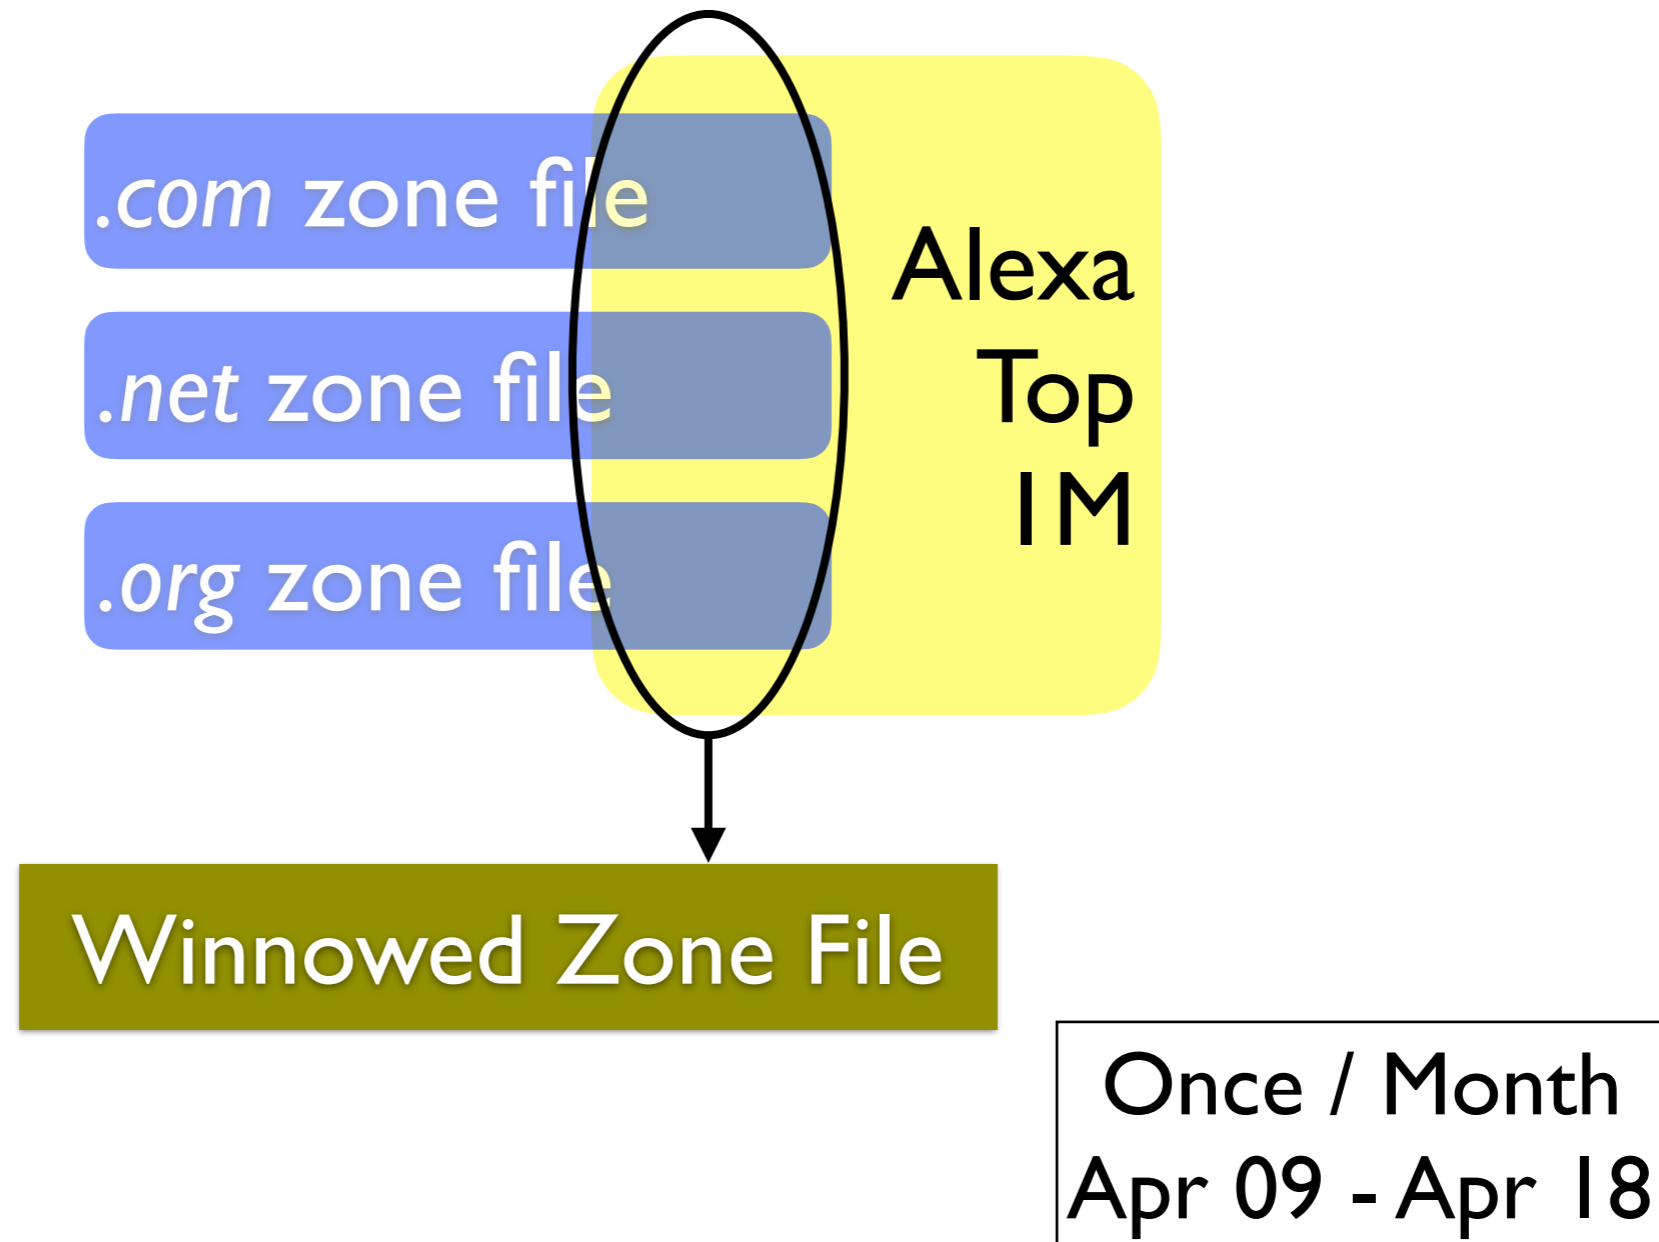 .com zone file
.net zone file
.org zone file
Alexa
Top
1M
Winnowed Zone File
Once / Month
Apr 09 - Apr 18